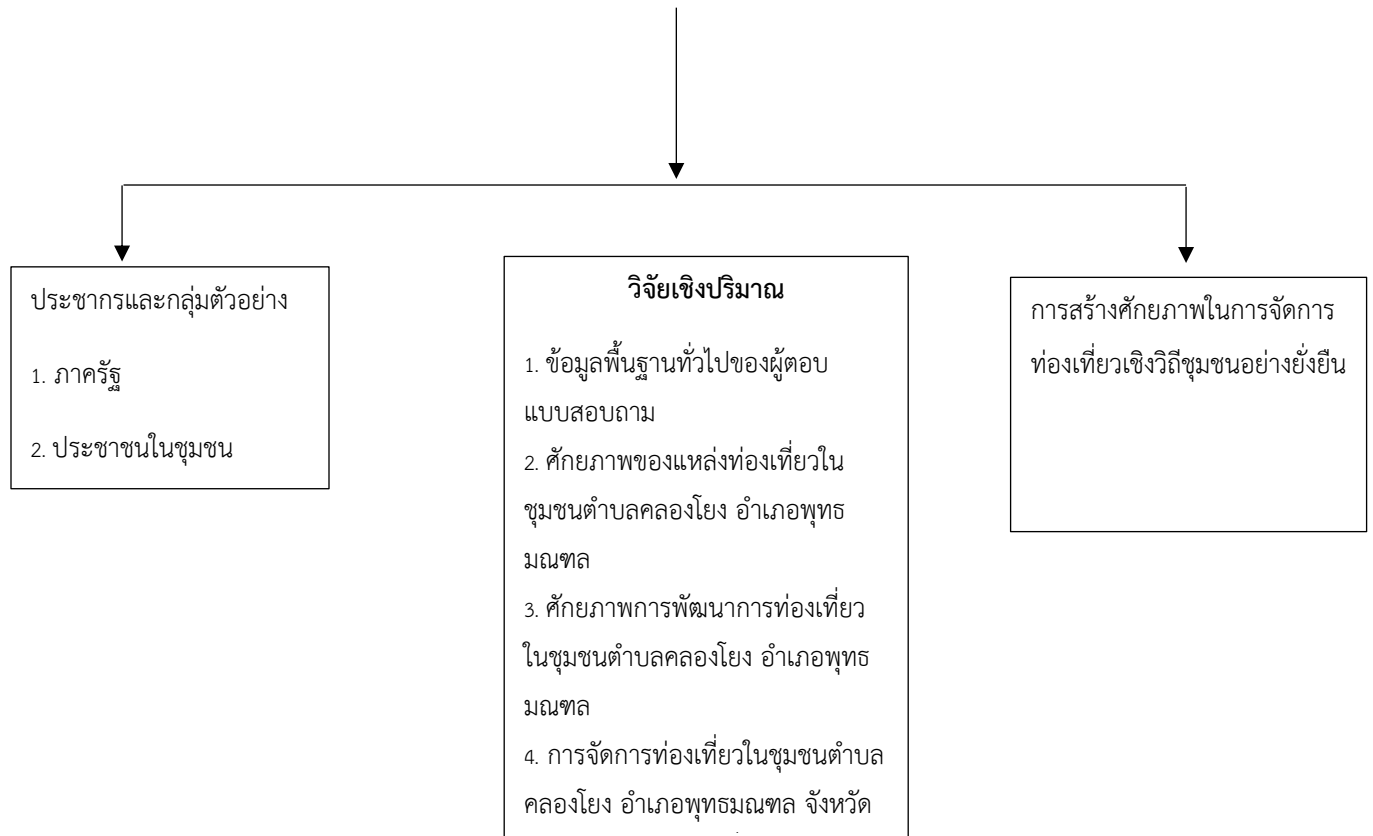 ประชากรและกลุ่มตัวอย่าง
1. ภาครัฐ
2. ประชาชนในชุมชน
วิจัยเชิงปริมาณ
1. ข้อมูลพื้นฐานทั่วไปของผู้ตอบ
แบบสอบถาม
2. ศักยภาพของแหล่งท่องเที่ยวใน
ชุมชนตำบลคลองโยง อำเภอพุทธ
มณฑล
3. ศักยภาพการพัฒนาการท่องเที่ยว
ในชุมชนตำบลคลองโยง อำเภอพุทธ
มณฑล
4. การจัดการท่องเที่ยวในชุมชนตำบล
คลองโยง อำเภอพุทธมณฑล จังหวัด
การสร้างศักยภาพในการจัดการ
ท่องเที่ยวเชิงวิถีชุมชนอย่างยั่งยืน